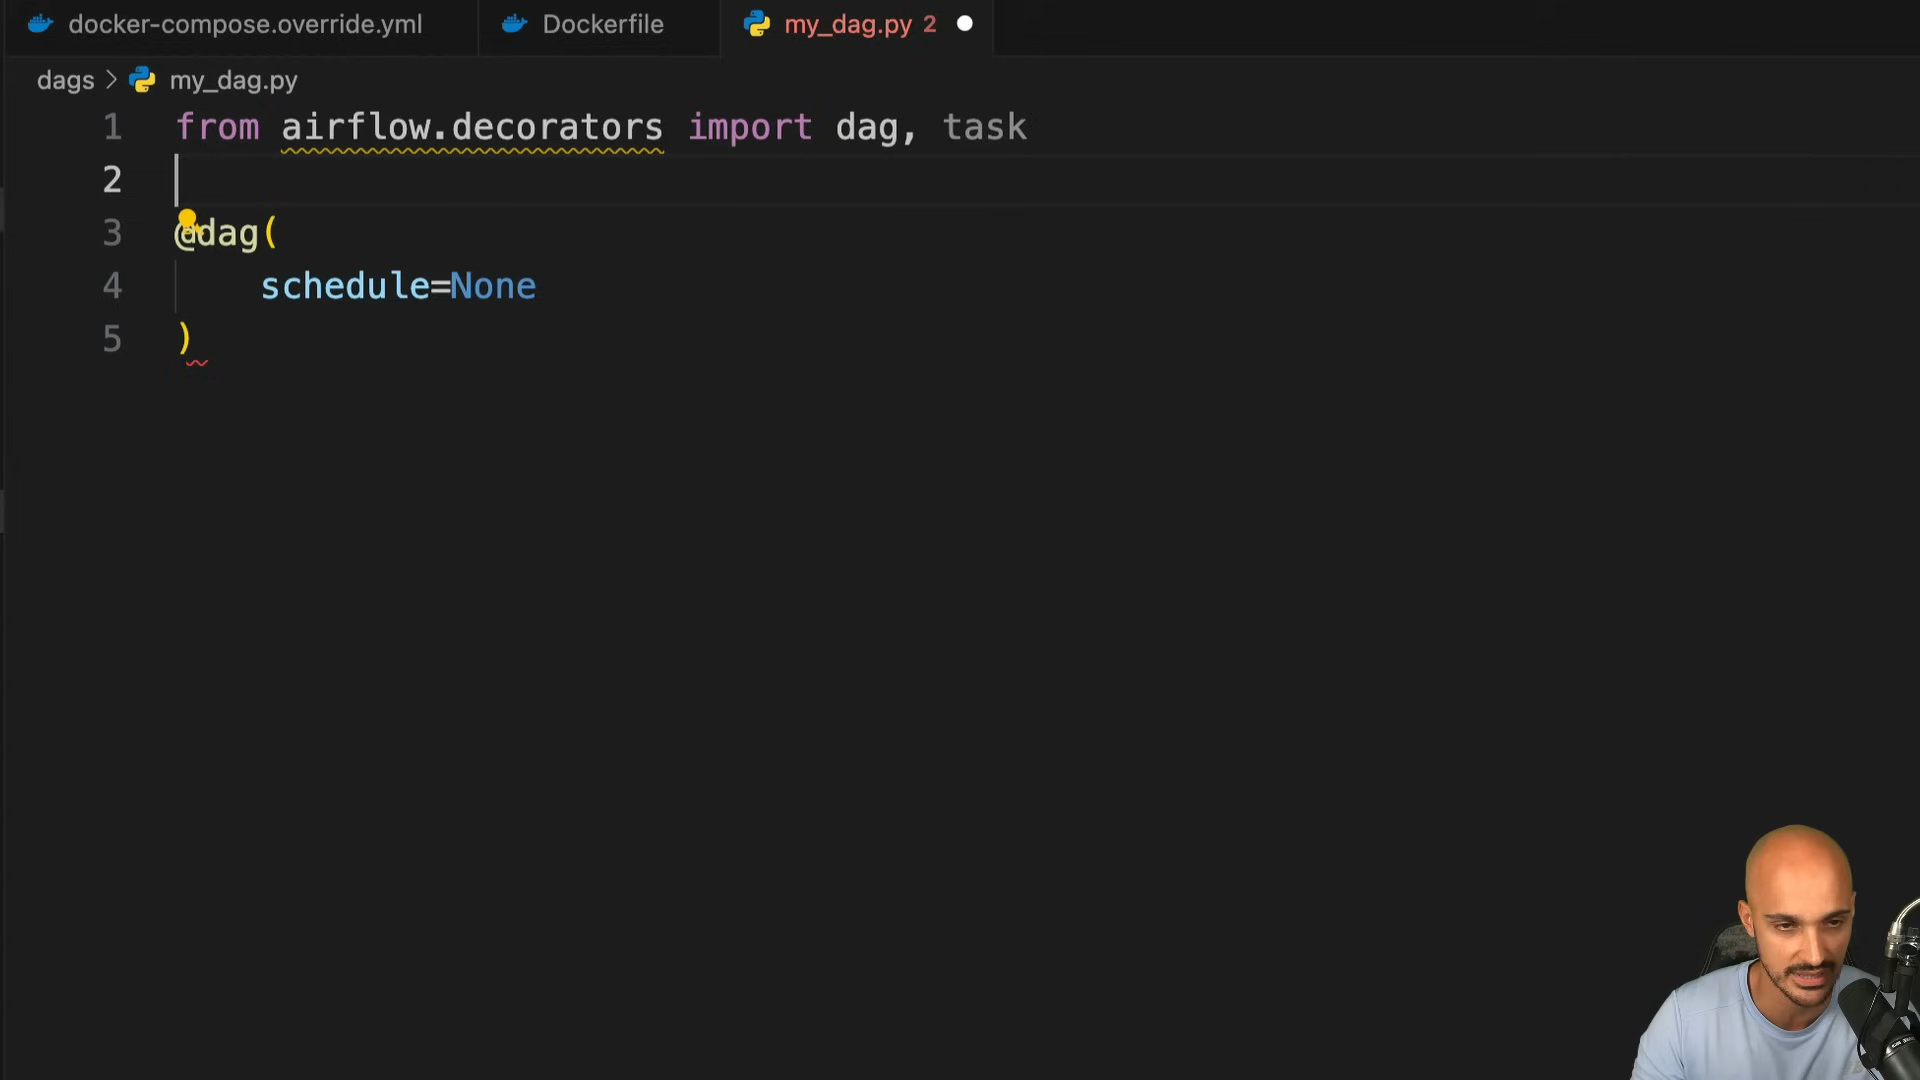 docker-compose.override.yml Dockerfile my_dag.py 2
dags > my_dag.py
1 from airflow.decorators import dag, task
2
3 @dag(
4 schedule=None
5 )